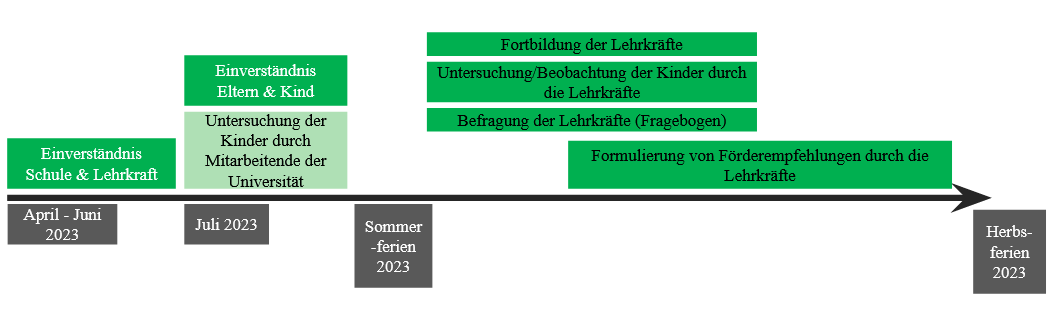 Fortbildung der Lehrkräfte
Einverständnis
Eltern & Kind
Untersuchung/Beobachtung der Kinder durch
die Lehrkräfte
Untersuchung der
Kinder durch
Mitarbeitende der
Universität
Befragung der Lehrkräfte (Fragebogen)
Einverständnis
Schule & Lehrkraft
Formulierung von Förderempfehlungen durch die
Lehrkräfte
April - Juni
2023
Juli 2023
Sommer
-ferien
2023
Herbs-
ferien
2023